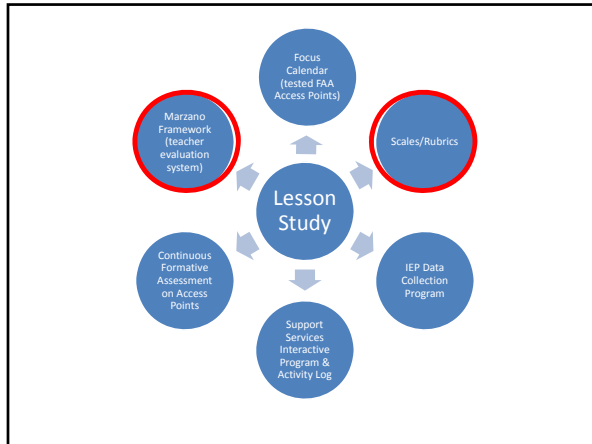 Focus
Calendar
(tested FAA
Access Points)
Marzano
Framework
(teacher
evaluation
system)
Scales/Rubrics
Lesson
Study
Continuous
Formative
Assessment
on Access
Points
IEP Data
Collection
Program
Support
Services
Interactive
Program &
Activity Log